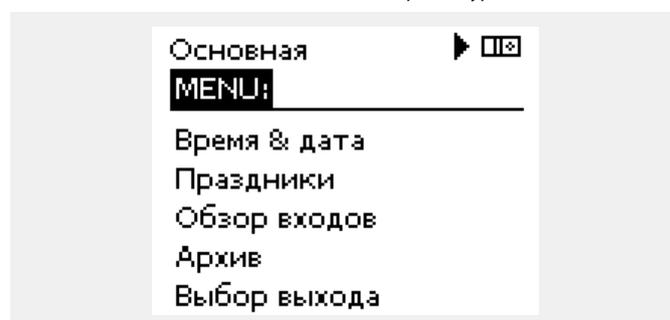 Основная
MENU:
Время & дата
Праздники
Обзор входов
Архив
Выбор выхода